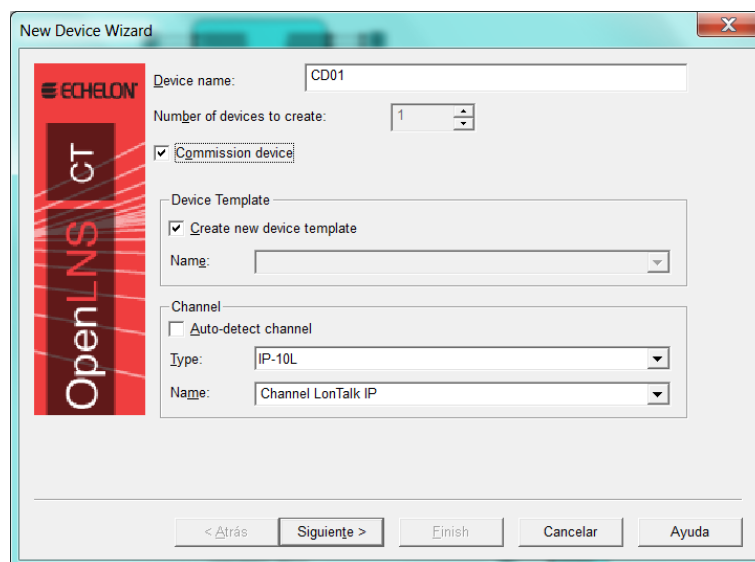 New Device Wizard
ECHELON
OpenLNS CT
Device name: CD01
Number of devices to create: 1
Commission device
Device Template
Create new device template
Name:
Channel
Auto-detect channel
Type: IP-10L
Name: Channel LonTalk IP
< Atrás Siguiente > Finish Cancelar Ayuda